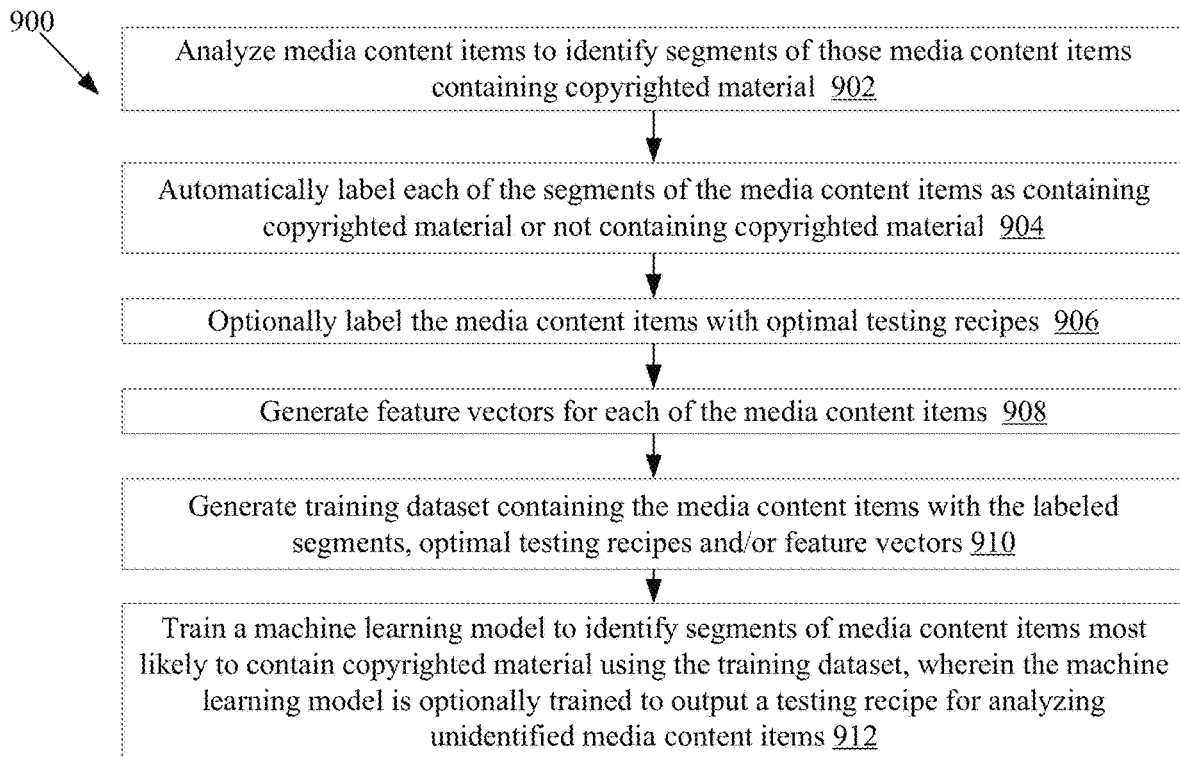 900
Analyze media content items to identify segments of those media content items
containing copyrighted material 902
Automatically label each of the segments of the media content items as containing
copyrighted material or not containing copyrighted material 904
Optionally label the media content items with optimal testing recipes 906
Generate feature vectors for each of the media content items 908
Generate training dataset containing the media content items with the labeled
segments, optimal testing recipes and/or feature vectors 910
Train a machine learning model to identify segments of media content items most
likely to contain copyrighted material using the training dataset, wherein the machine
learning model is optionally trained to output a testing recipe for analyzing
unidentified media content items 912